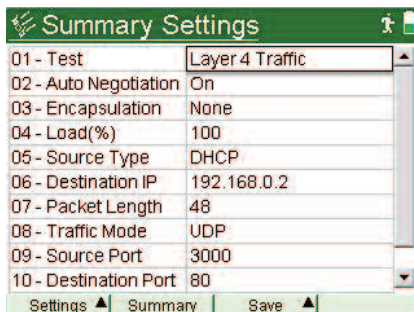 Summary Settings
01 - Test Layer 4 Traffic
02 - Auto Negotiation On
03 - Encapsulation None
04 - Load(%) 100
05 - Source Type DHCP
06 - Destination IP 192.168.0.2
07 - Packet Length 48
08 - Traffic Mode UDP
09 - Source Port 3000
10 - Destination Port 80
Settings Summary Save